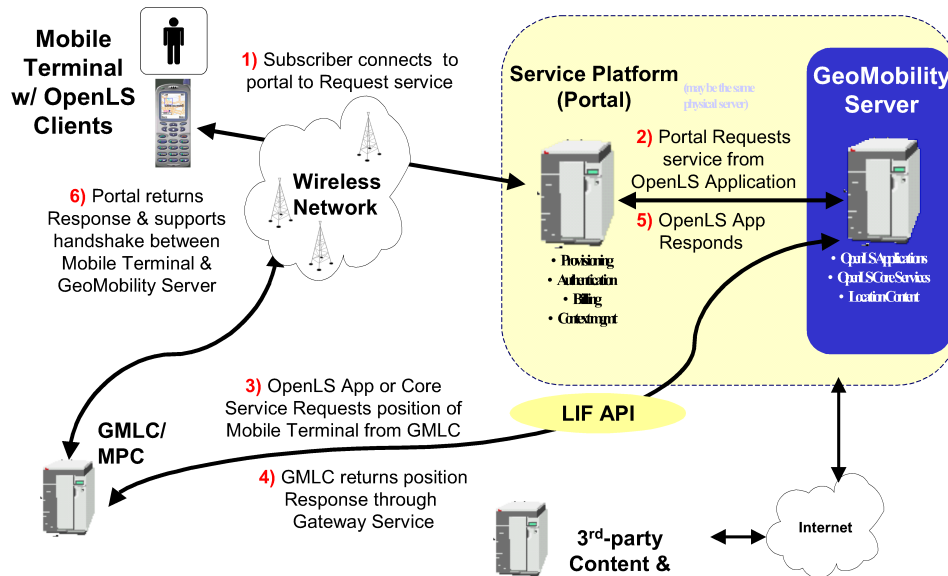 Mobile
Terminal
w/ OpenLS
Clients
1) Subscriber connects to
portal to Request service
Service Platform
(Portal)
(may be the same
physical server)
GeoMobility
Server
2) Portal Requests
service from
OpenLS Application
5) OpenLS App
Responds
Wireless
Network
6) Portal returns
Response & supports
handshake between
Mobile Terminal &
GeoMobility Server
• Provisioning
• Authentication
• Billing
• Context mgmt
• OpenLS Applications
• OpenLS Core Services
• Location Content
3) OpenLS App or Core
Service Requests position of
Mobile Terminal from GMLC
LIF API
GMLC/
MPC
4) GMLC returns position
Response through
Gateway Service
3rd-party
Content &
Internet